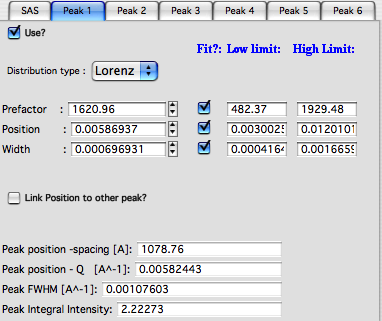 SAS Peak 1 Peak 2 Peak 3 Peak 4 Peak 5 Peak 6
Use?
Fit?: Low limit: High Limit:
Distribution type : Lorenz
Prefactor : 1620.96 482.37 1929.48
Position : 0.00586937 0.0030025 0.0120101
Width : 0.000696931 0.0004164 0.0016659
Link Position to other peak?
Peak position -spacing [A]: 1078.76
Peak position - Q [A^-1]: 0.00582443
Peak FWHM [A^-1]: 0.00107603
Peak Integral Intensity: 2.22273